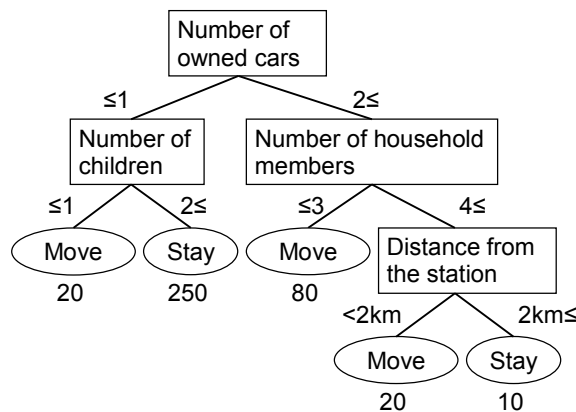 Number of
owned cars
≤1
2≤
Number of
children
Number of household
members
≤1
2≤
≤3
4≤
Move
Stay
Move
Distance from
the station
20
250
80
<2km
2km≤
Move
Stay
20
10